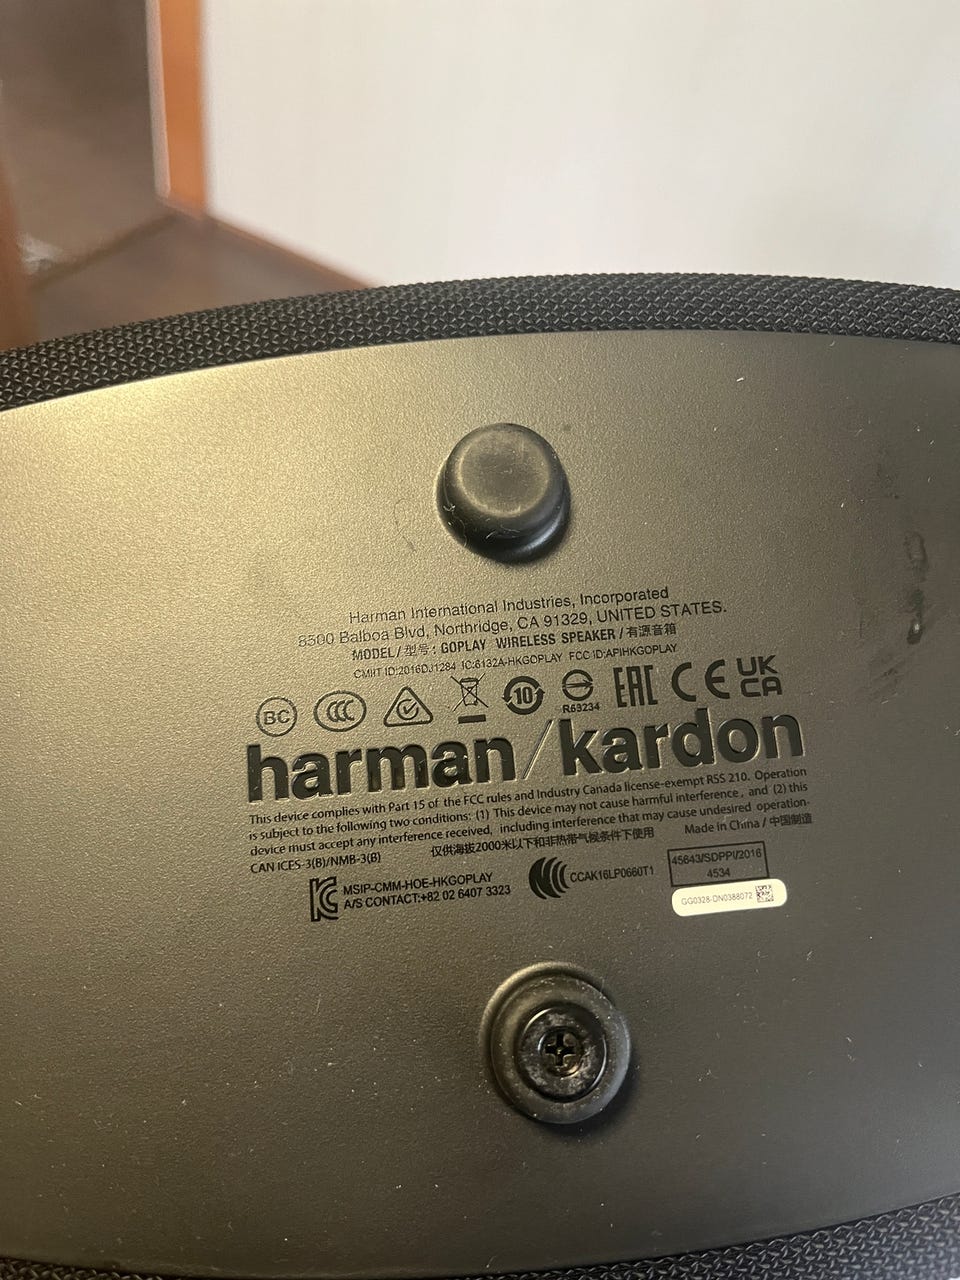 Harman International Industries, Incorporated
8500 Balboa Blvd, Northridge, CA 91329, UNITED STATES.
MODEL / 型号 : GOPLAY WIRELESS SPEAKER / 有源音箱
CMIIT ID:2016DJ1284 IC:6132A-HKGOPLAY FCC ID:APIHKGOPLAY
BC CCC 10 R63234 EAC CE UKCA
harman/kardon
This device complies with Part 15 of the FCC rules and Industry Canada license-exempt RSS 210. Operation
is subject to the following two conditions: (1) This device may not cause harmful interference, and (2) this
device must accept any interference received, including interference that may cause undesired operation.
CAN ICES-3(B)/NMB-3(B) 仅供海拔2000米以下和非热带气候条件下使用 Made in China / 中国制造
MSIP-CMM-HOE-HKGOPLAY
A/S CONTACT:+82 02 6407 3323
CCAK16LP0660T1
45643/SDPPI/2016
4534
GG0328-DN0388072